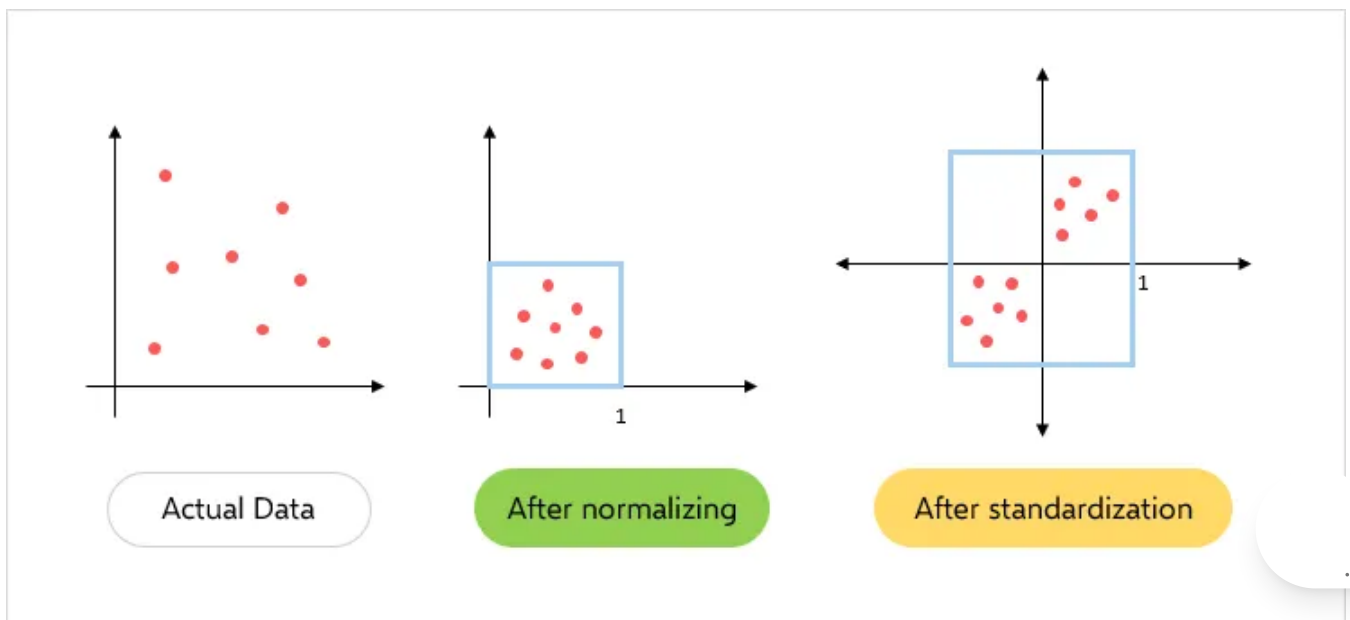 1
1
Actual Data
After normalizing
After standardization